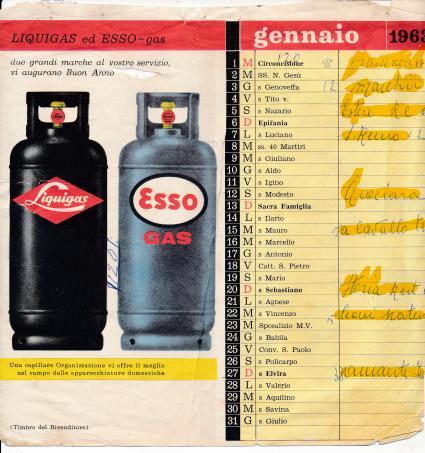 LIQUIGAS ed ESSO-gas
due grandi marche al vostro servizio,
vi augurano Buon Anno
Liquigas
Esso
GAS
Una capillare Organizzazione vi offre il meglio
nel campo delle apparecchiature domestiche
(Timbro del Rivenditore)
gennaio 1963
1 M Circoncisione
2 M SS. N. Gesù
3 G s Genoveffa 12
4 V s Tito v.
5 S s Nazario
6 D Epifania
7 L s Luciano
8 M ss. 40 Martiri
9 M s Giuliano
10 G s Aldo
11 V s Igino
12 S s Modesto
13 D Sacra Famiglia
14 L s Ilario
15 M s Mauro
16 M s Marcello
17 G s Antonio
18 V Catt. S. Pietro
19 S s Mario
20 D s Sebastiano
21 L s Agnese
22 M s Vincenzo
23 M Sposalizio M.V.
24 G s Babila
25 V Conv. S. Paolo
26 S s Policarpo
27 D s Elvira
28 L s Valerio
29 M s Aquilino
30 M s Savina
31 G s Giulio